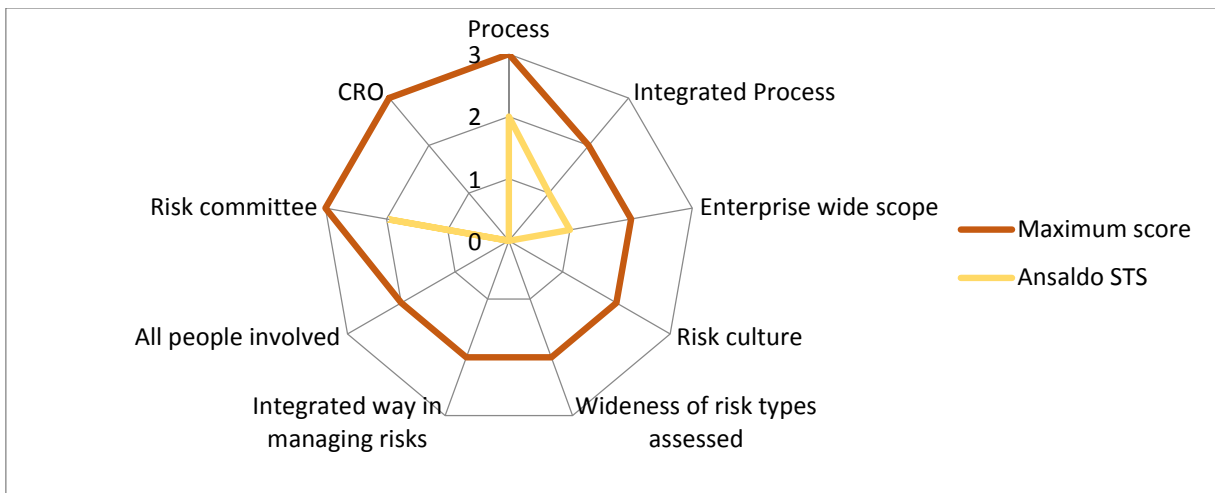 Process
3
CRO
Integrated Process
2
1
Risk committee
Enterprise wide scope
0
Maximum score
Ansaldo STS
All people involved
Risk culture
Integrated way in
managing risks
Wideness of risk types
assessed